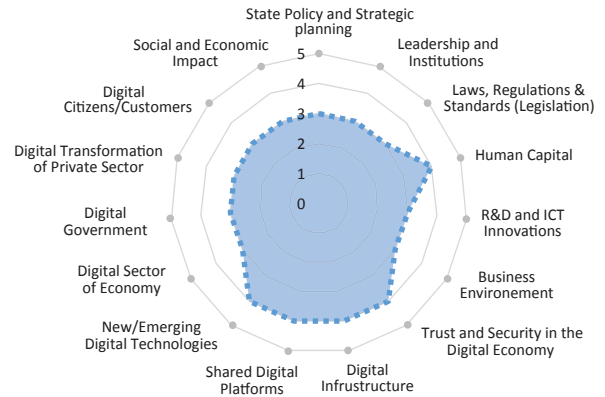 State Policy and Strategic
planning
Leadership and
Institutions
Laws, Regulations &
Standards (Legislation)
Human Capital
R&D and ICT
Innovations
Business
Environement
Trust and Security in the
Digital Economy
Digital
Infrustructure
Shared Digital
Platforms
New/Emerging
Digital Technologies
Digital Sector
of Economy
Digital
Government
Digital Transformation
of Private Sector
Digital
Citizens/Customers
Social and Economic
Impact
5
4
3
2
1
0